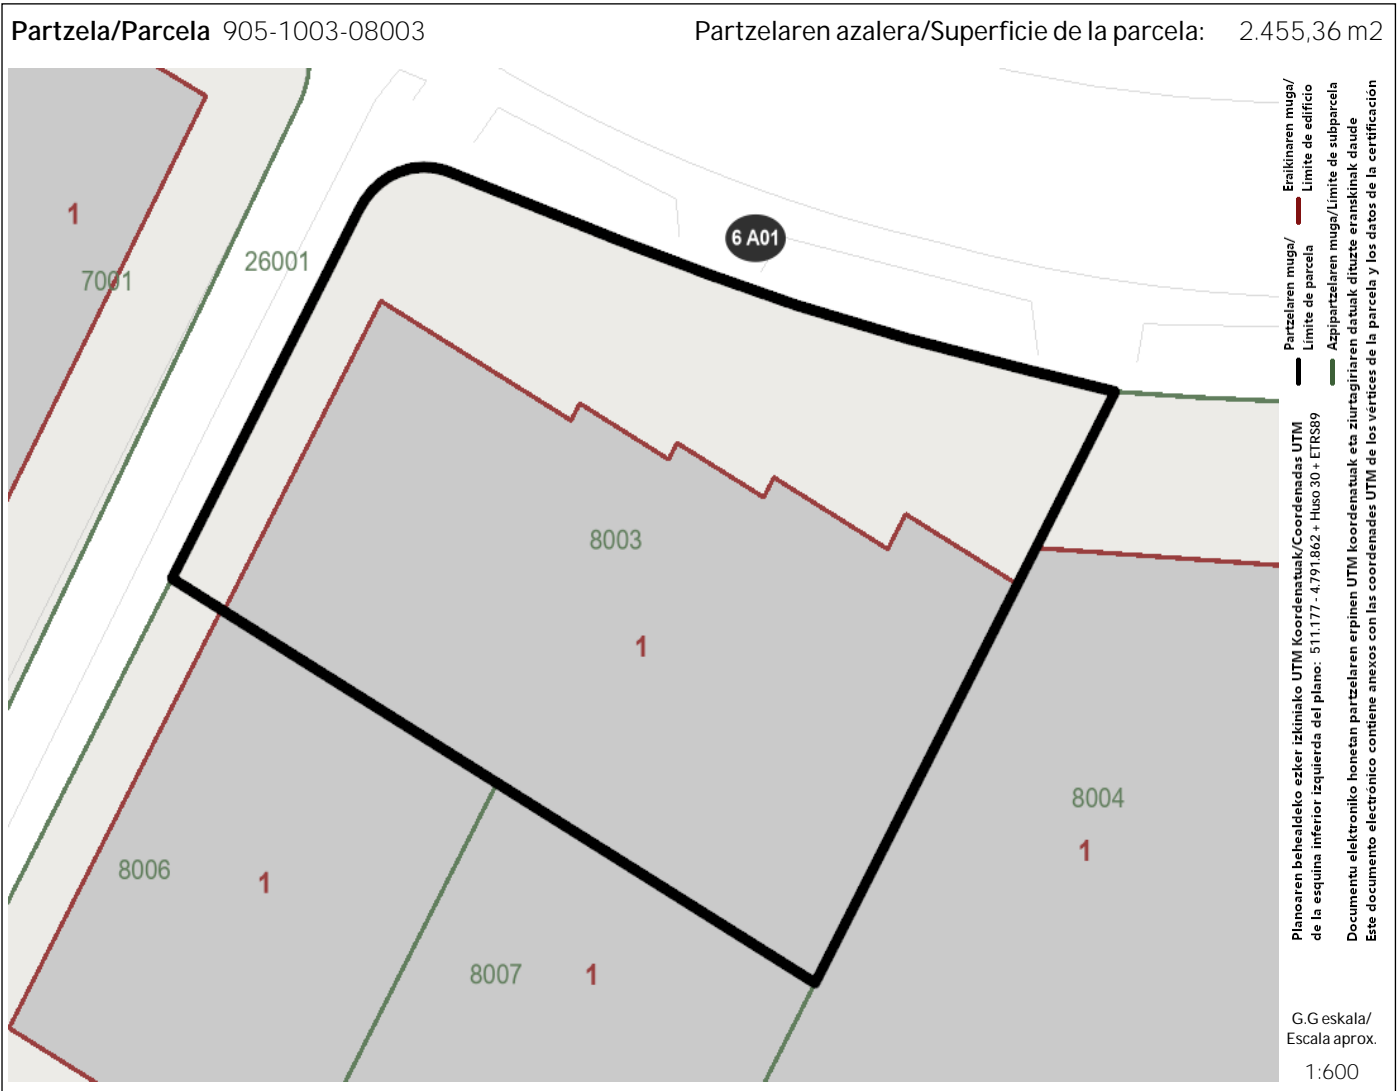 Partzela/Parcela 905-1003-08003
Partzelaren azalera/Superficie de la parcela: 2.455,36 m2
1
7001
26001
6 A01
8003
1
8004
1
8006
1
8007
1
Partzelaren muga/
Límite de parcela
Eraikinaren muga/
Límite de edificio
Azpipartzelaren muga/Límite de subparcela
Planoaren behealdeko ezker izkiniako UTM Koordenatuak/Coordenadas UTM
de la esquina inferior izquierda del plano: 511.177 - 4.791.862 + Huso 30 + ETRS89
Documentu elektroniko honetan partzelaren erpinen UTM koordenatuak eta ziurtagiriaren datuak dituzte eranskinak daude
Este documento electrónico contiene anexos con las coordenadas UTM de los vértices de la parcela y los datos de la certificación
G.G eskala/
Escala aprox.
1:600